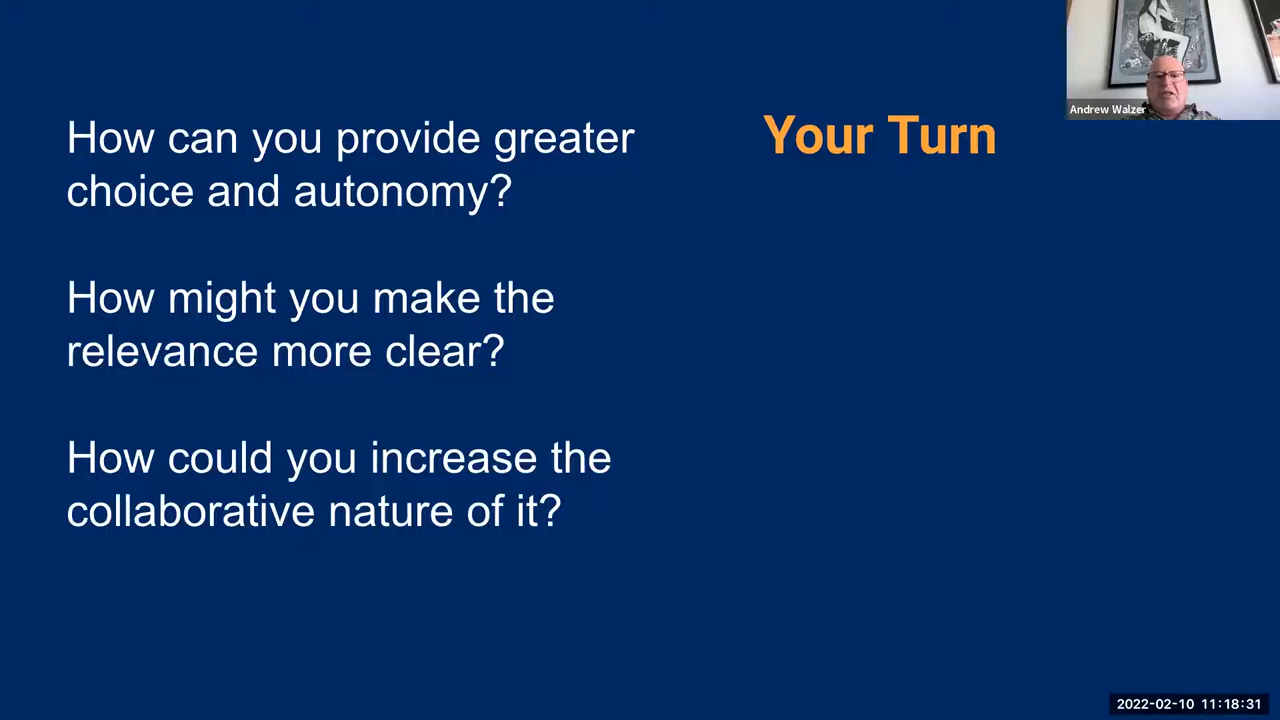 How can you provide greater
choice and autonomy?
How might you make the
relevance more clear?
How could you increase the
collaborative nature of it?
Your Turn
Andrew Walzer
2022-02-10 11:18:31